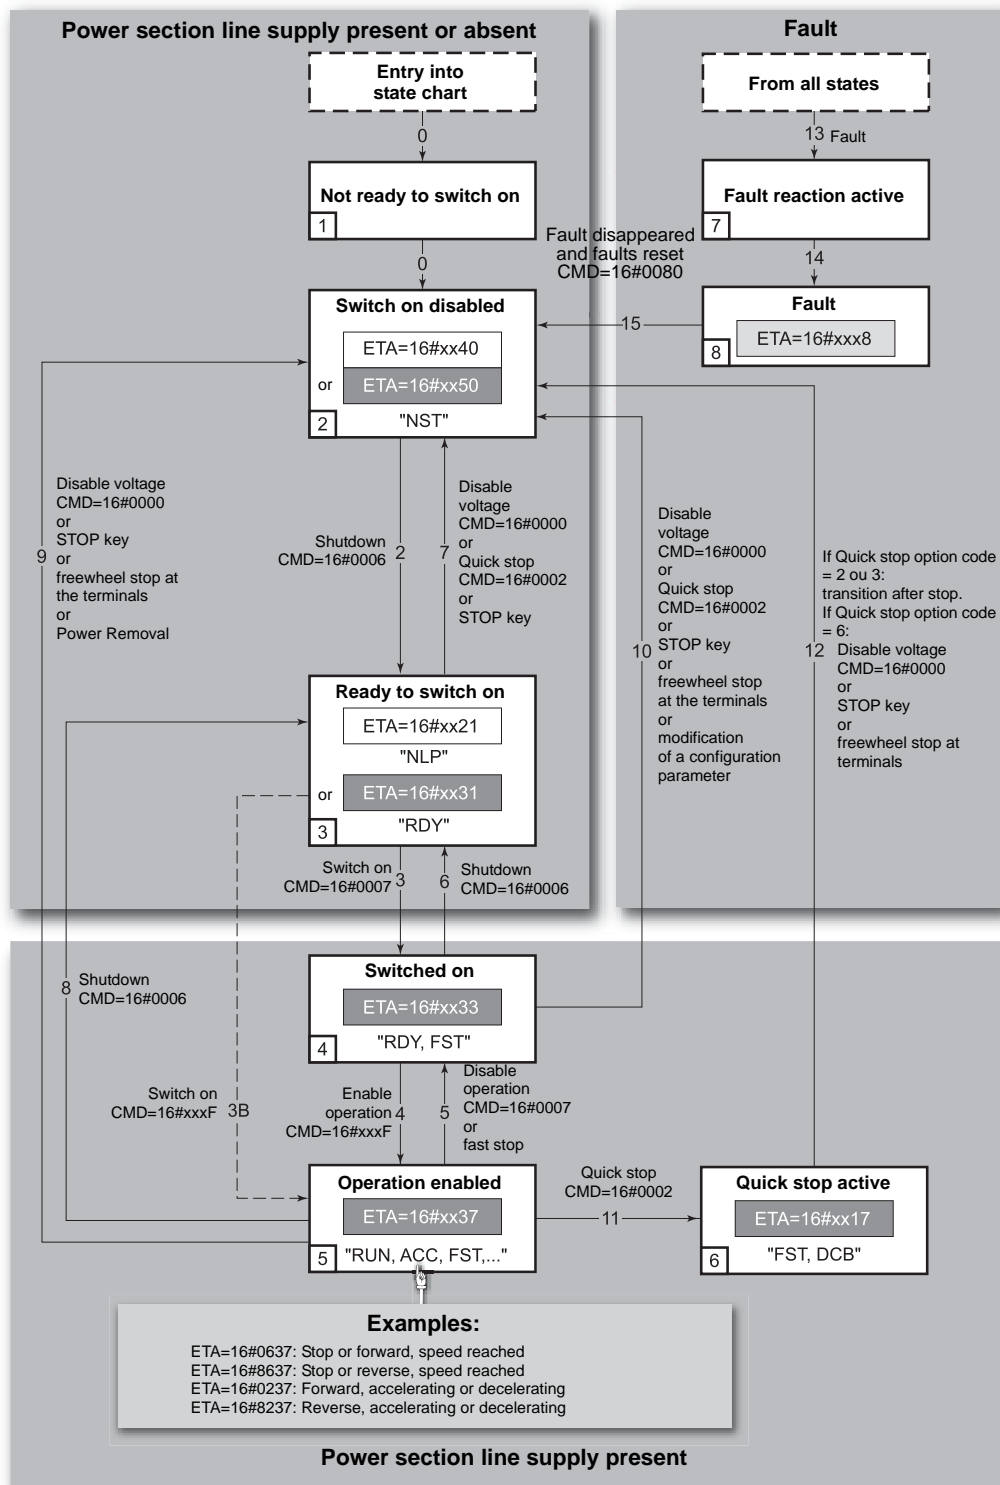 Power section line supply present or absent
Entry into
state chart
0
Not ready to switch on
1
0
Switch on disabled
ETA=16#xx40
or
ETA=16#xx50
"NST"
2
Disable voltage
CMD=16#0000
or
STOP key
or
freewheel stop at
the terminals
or
Power Removal
9
Shutdown
CMD=16#0006
2
7
Disable
voltage
CMD=16#0000
or
Quick stop
CMD=16#0002
or
STOP key
Ready to switch on
ETA=16#xx21
"NLP"
or
ETA=16#xx31
"RDY"
3
Switch on
CMD=16#0007
3
6
Shutdown
CMD=16#0006
Fault
From all states
13 Fault
Fault reaction active
7
14
Fault disappeared
and faults reset
CMD=16#0080
15
Fault
ETA=16#xxx8
8
10
Disable
voltage
CMD=16#0000
or
Quick stop
CMD=16#0002
or
STOP key
or
freewheel stop
at the terminals
or
modification
of a configuration
parameter
12
If Quick stop option code
= 2 ou 3:
transition after stop.
If Quick stop option code
= 6:
Disable voltage
CMD=16#0000
or
STOP key
or
freewheel stop at
terminals
Switched on
ETA=16#xx33
"RDY, FST"
4
8
Shutdown
CMD=16#0006
Switch on
CMD=16#xxxF
3B
Enable
operation
CMD=16#xxxF
4
5
Disable
operation
CMD=16#0007
or
fast stop
Operation enabled
ETA=16#xx37
"RUN, ACC, FST,..."
5
Quick stop
CMD=16#0002
11
Quick stop active
ETA=16#xx17
"FST, DCB"
6
Examples:
ETA=16#0637: Stop or forward, speed reached
ETA=16#8637: Stop or reverse, speed reached
ETA=16#0237: Forward, accelerating or decelerating
ETA=16#8237: Reverse, accelerating or decelerating
Power section line supply present